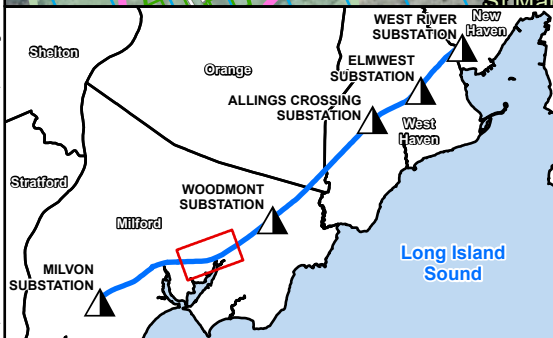 WEST RIVER
SUBSTATION
New
Haven
Shelton
Orange
ELMWEST
SUBSTATION
ALLINGS CROSSING
SUBSTATION
West
Haven
Stratford
WOODMONT
SUBSTATION
Milford
MILVON
SUBSTATION
Long Island
Sound